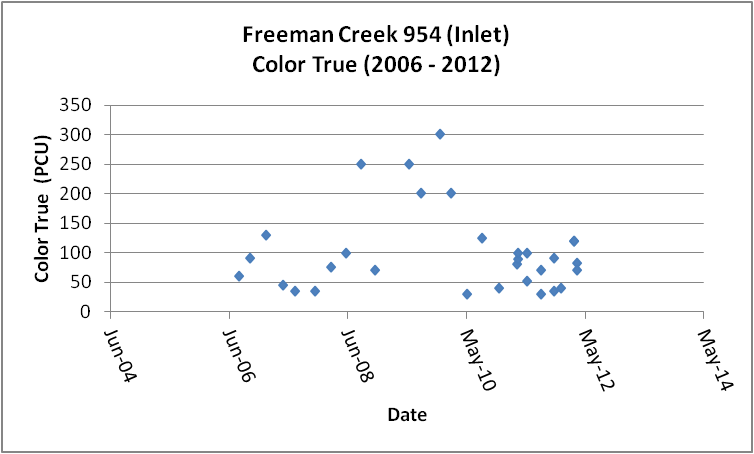 Freeman Creek 954 (Inlet)
Color True (2006 - 2012)
Color True  (PCU)
350
300
250
200
150
100
50
0
Jun-04
Jun-06
Jun-08
May-10
May-12
May-14
Date